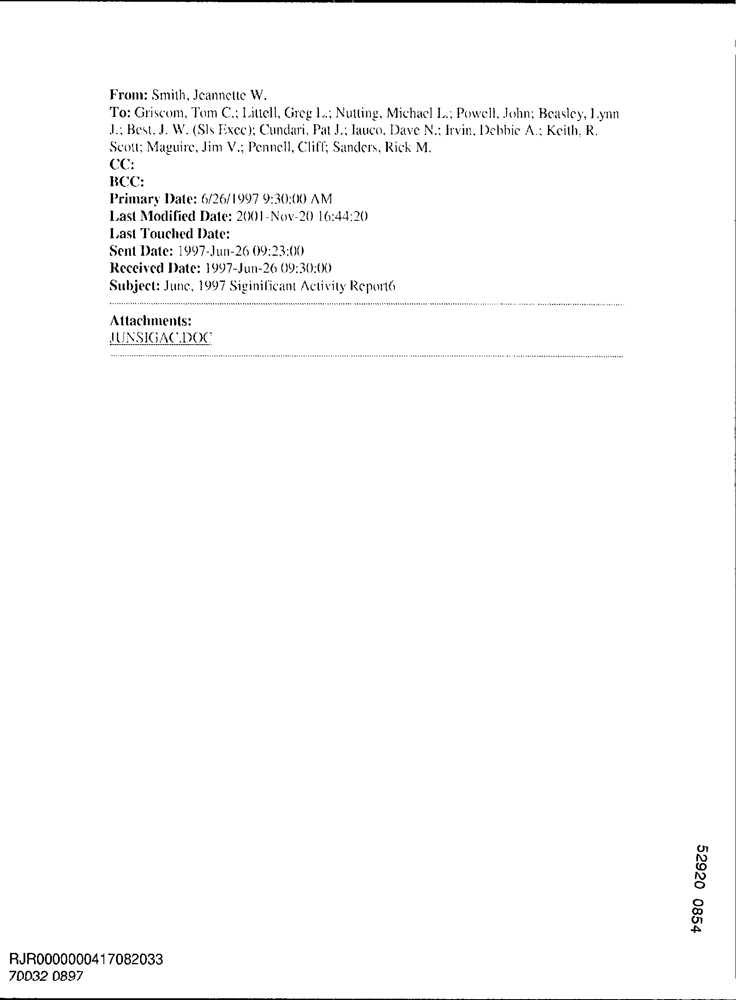 From: Smith, Jeannette W.
To: Griscom, Tom C.; Littell, Greg L.; Nutting, Michael L.; Powell, John; Beasley, Lynn
J.; Best, J. W. (Sls Exec); Cundari, Pat J.; Iauco, Dave N.; Irvin, Debbie A.; Keith, R.
Scott; Maguire, Jim V.; Pennell, Cliff; Sanders, Rick M.
CC:
BCC:
Primary Date: 6/26/1997 9:30:00 AM
Last Modified Date: 2001-Nov-20 16:44:20
Last Touched Date:
Sent Date: 1997-Jun-26 09:23:00
Received Date: 1997-Jun-26 09:30:00
Subject: June, 1997 Siginificant Activity Report6
Attachments:
JUNSIGAC.DOC
52920 0854
RJR0000000417082033
70032 0897